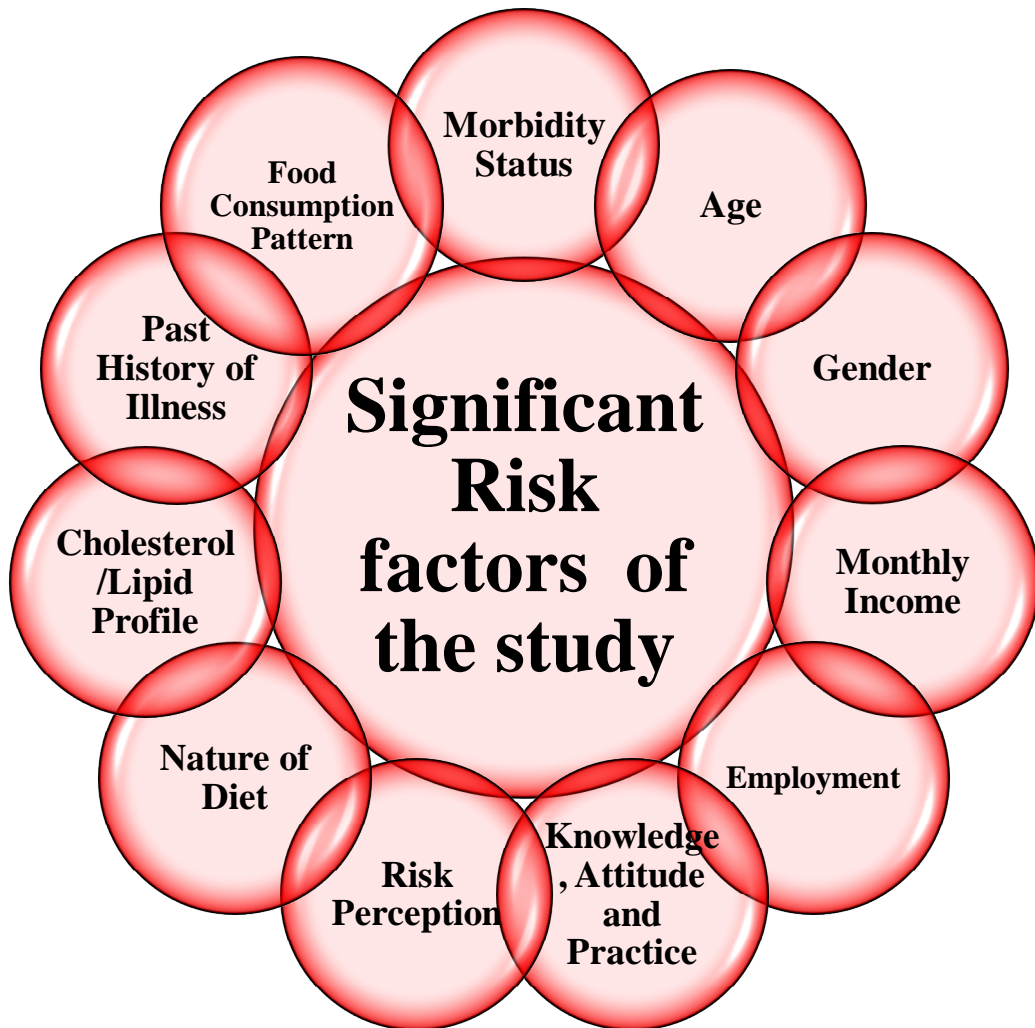 Morbidity
Status
Age
Gender
Monthly
Income
Employment
Knowledge
, Attitude
and
Practice
Risk
Perception
Nature of
Diet
Cholesterol
/Lipid
Profile
Past
History of
Illness
Food
Consumption
Pattern
Significant
Risk
factors of
the study